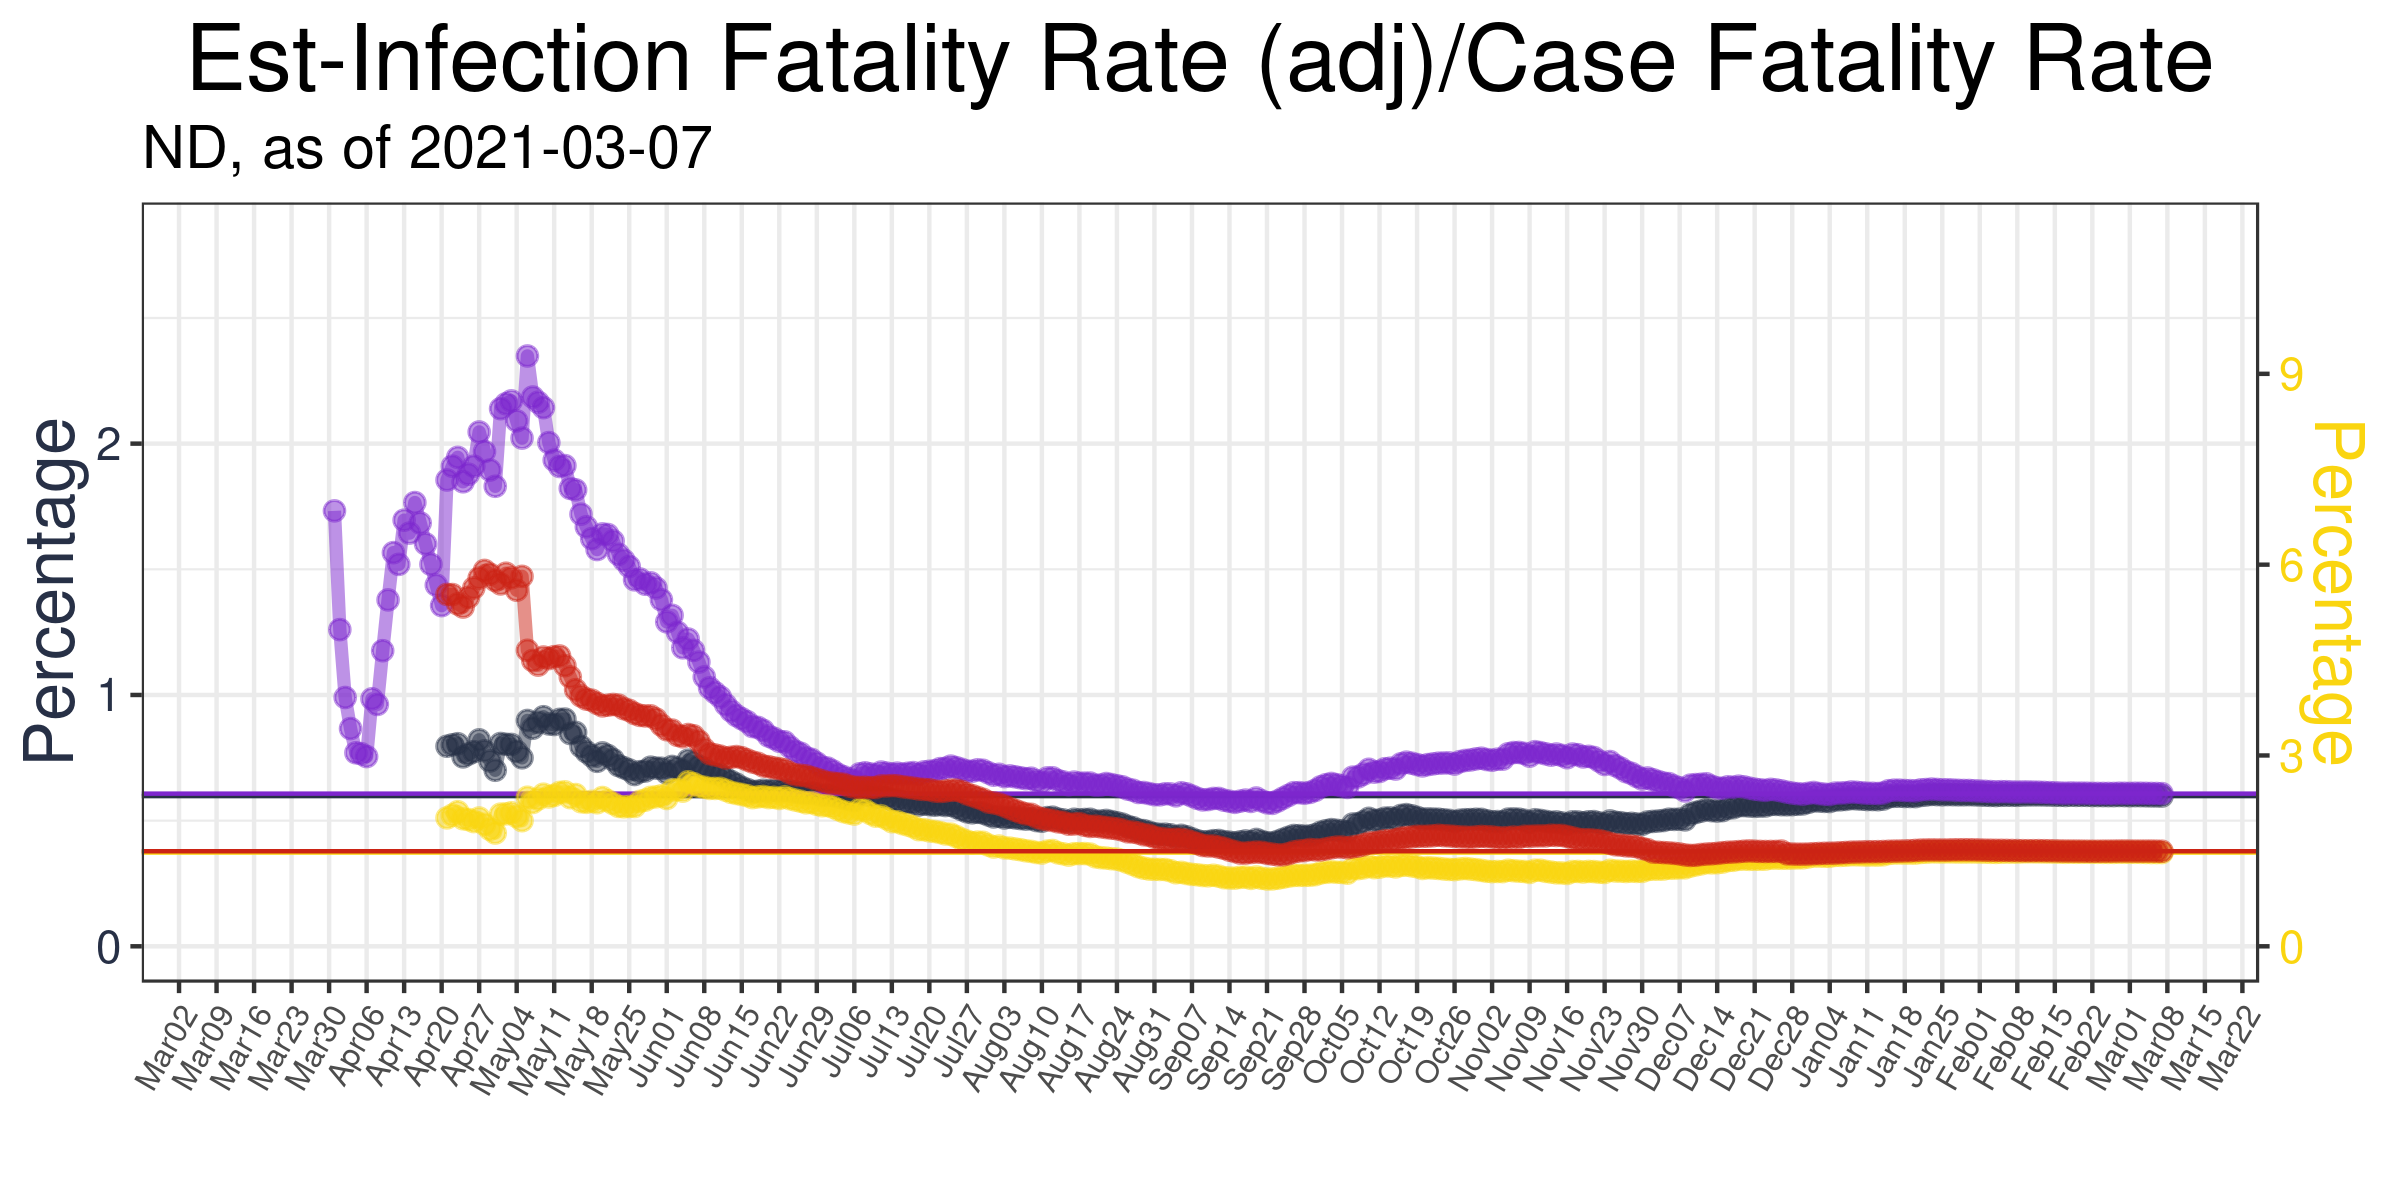 Est-Infection Fatality Rate (adj)/Case Fatality Rate
ND, as of 2021-03-07
Percentage
2
1
0
9
6
3
0
Percentage
Mar02
Mar09
Mar16
Mar23
Mar30
Apr06
Apr13
Apr20
Apr27
May04
May11
May18
May25
Jun01
Jun08
Jun15
Jun22
Jun29
Jul06
Jul13
Jul20
Jul27
Aug03
Aug10
Aug17
Aug24
Aug31
Sep07
Sep14
Sep21
Sep28
Oct05
Oct12
Oct19
Oct26
Nov02
Nov09
Nov16
Nov23
Nov30
Dec07
Dec14
Dec21
Dec28
Jan04
Jan11
Jan18
Jan25
Feb01
Feb08
Feb15
Feb22
Mar01
Mar08
Mar15
Mar22